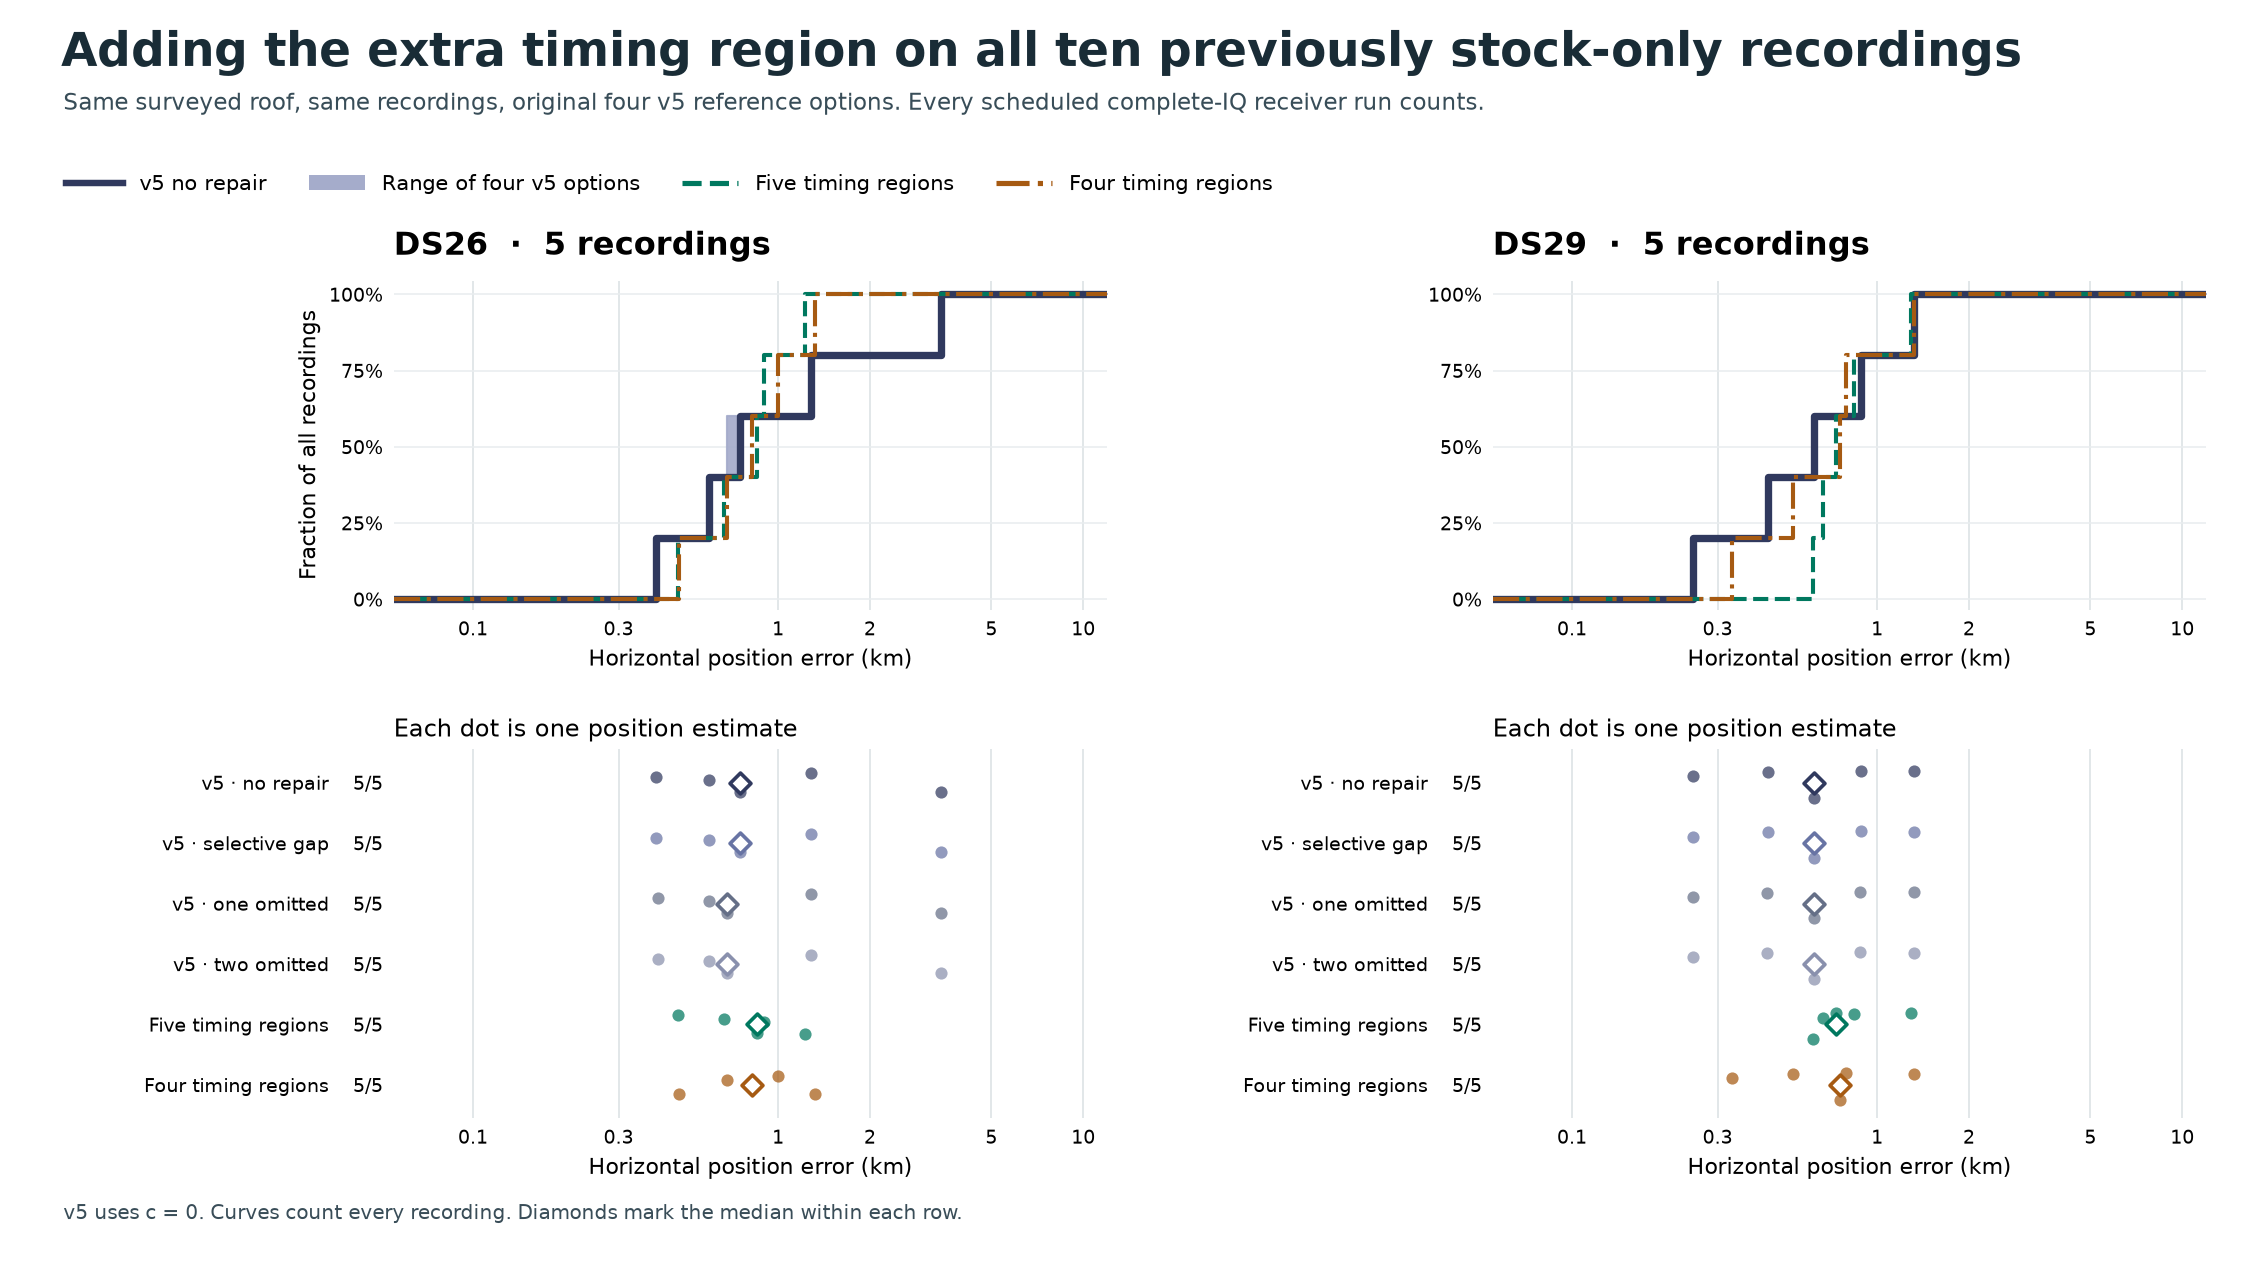 Adding the extra timing region on all ten previously stock-only recordings
Same surveyed roof, same recordings, original four v5 reference options. Every scheduled complete-IQ receiver run counts.
v5 no repair
Range of four v5 options
Five timing regions
Four timing regions
DS26 · 5 recordings
Fraction of all recordings
100%
75%
50%
25%
0%
0.1
0.3
1
2
5
10
Horizontal position error (km)
DS29 · 5 recordings
100%
75%
50%
25%
0%
0.1
0.3
1
2
5
10
Horizontal position error (km)
Each dot is one position estimate
v5 · no repair 5/5
v5 · selective gap 5/5
v5 · one omitted 5/5
v5 · two omitted 5/5
Five timing regions 5/5
Four timing regions 5/5
0.1
0.3
1
2
5
10
Horizontal position error (km)
Each dot is one position estimate
v5 · no repair 5/5
v5 · selective gap 5/5
v5 · one omitted 5/5
v5 · two omitted 5/5
Five timing regions 5/5
Four timing regions 5/5
0.1
0.3
1
2
5
10
Horizontal position error (km)
v5 uses c = 0. Curves count every recording. Diamonds mark the median within each row.